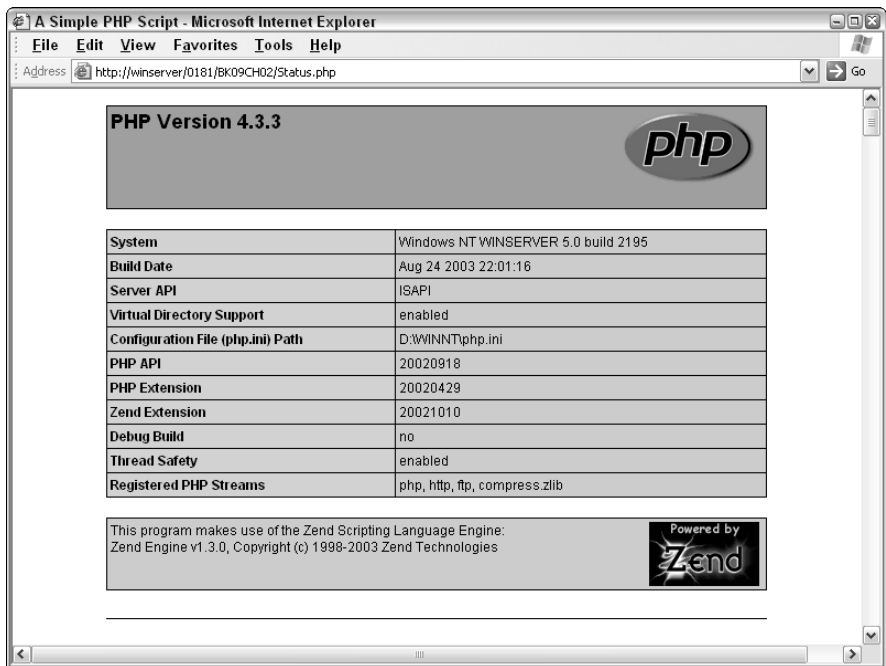 A Simple PHP Script - Microsoft Internet Explorer
File Edit View Favorites Tools Help
Address http://winserver/0181/BK09CH02/Status.php Go
PHP Version 4.3.3
php
System Windows NT WINSERVER 5.0 build 2195
Build Date Aug 24 2003 22:01:16
Server API ISAPI
Virtual Directory Support enabled
Configuration File (php.ini) Path D:\WINNT\php.ini
PHP API 20020918
PHP Extension 20020429
Zend Extension 20021010
Debug Build no
Thread Safety enabled
Registered PHP Streams php, http, ftp, compress.zlib
This program makes use of the Zend Scripting Language Engine:
Zend Engine v1.3.0, Copyright (c) 1998-2003 Zend Technologies
Powered by
Zend